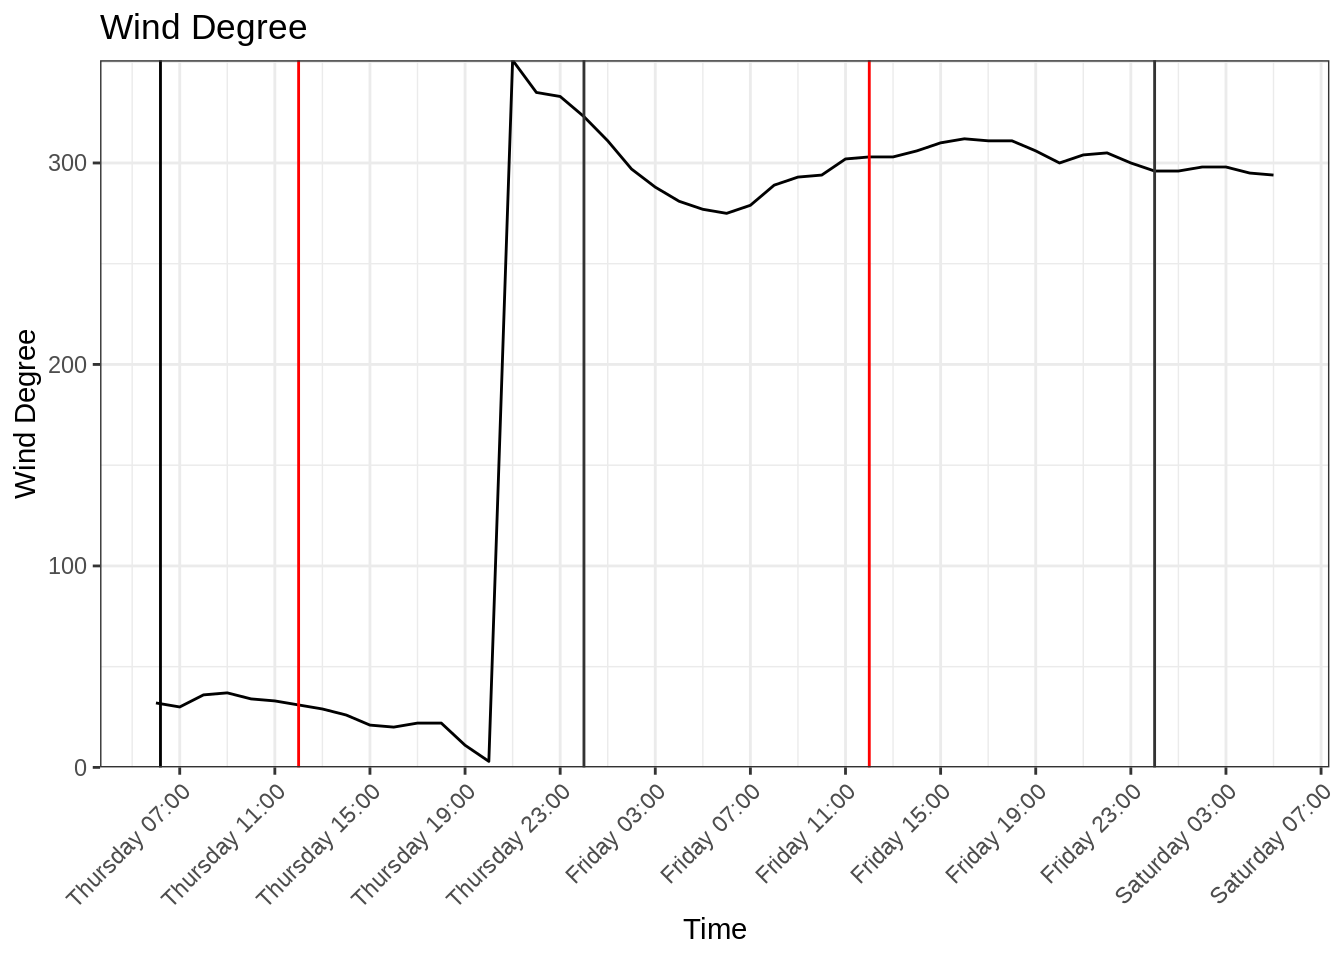 Wind Degree
Wind Degree
300
200
100
0
Thursday 07:00
Thursday 11:00
Thursday 15:00
Thursday 19:00
Thursday 23:00
Friday 03:00
Friday 07:00
Friday 11:00
Friday 15:00
Friday 19:00
Friday 23:00
Saturday 03:00
Saturday 07:00
Time